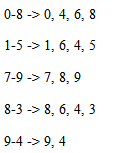 0-8 -> 0, 4, 6, 8
1-5 -> 1, 6, 4, 5
7-9 -> 7, 8, 9
8-3 -> 8, 6, 4, 3
9-4 -> 9, 4